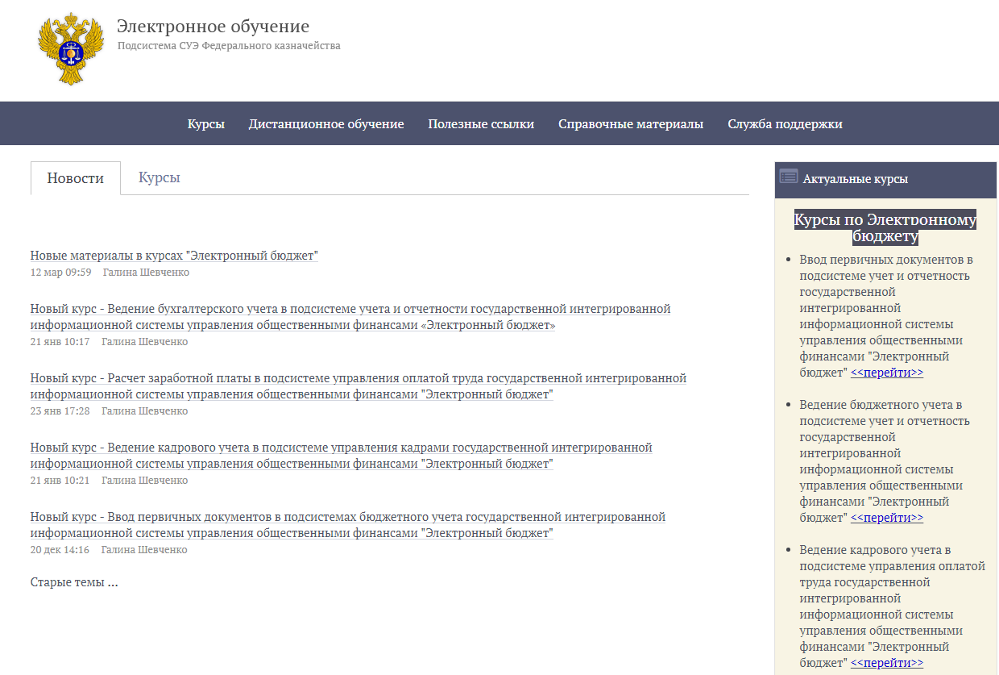 Электронное обучение
Подсистема СУЭ Федерального казначейства
Курсы Дистанционное обучение Полезные ссылки Справочные материалы Служба поддержки
Новости Курсы
Новые материалы в курсах "Электронный бюджет"
12 мар 09:59 Галина Шевченко
Новый курс - Ведение бухгалтерского учета в подсистеме учета и отчетности государственной интегрированной
информационной системы управления общественными финансами «Электронный бюджет»
21 янв 10:17 Галина Шевченко
Новый курс - Расчет заработной платы в подсистеме управления оплатой труда государственной интегрированной
информационной системы управления общественными финансами "Электронный бюджет"
23 янв 17:28 Галина Шевченко
Новый курс - Ведение кадрового учета в подсистеме управления кадрами государственной интегрированной
информационной системы управления общественными финансами "Электронный бюджет"
21 янв 10:21 Галина Шевченко
Новый курс - Ввод первичных документов в подсистемах бюджетного учета государственной интегрированной
информационной системы управления общественными финансами "Электронный бюджет"
20 дек 14:16 Галина Шевченко
Старые темы ...
Актуальные курсы
Курсы по Электронному
бюджету
Ввод первичных документов в
подсистеме учет и отчетность
государственной
интегрированной
информационной системы
управления общественными
финансами "Электронный
бюджет" <<перейти>>
Ведение бюджетного учета в
подсистеме учет и отчетность
государственной
интегрированной
информационной системы
управления общественными
финансами "Электронный
бюджет" <<перейти>>
Ведение кадрового учета в
подсистеме управления оплатой
труда государственной
интегрированной
информационной системы
управления общественными
финансами "Электронный
бюджет" <<перейти>>